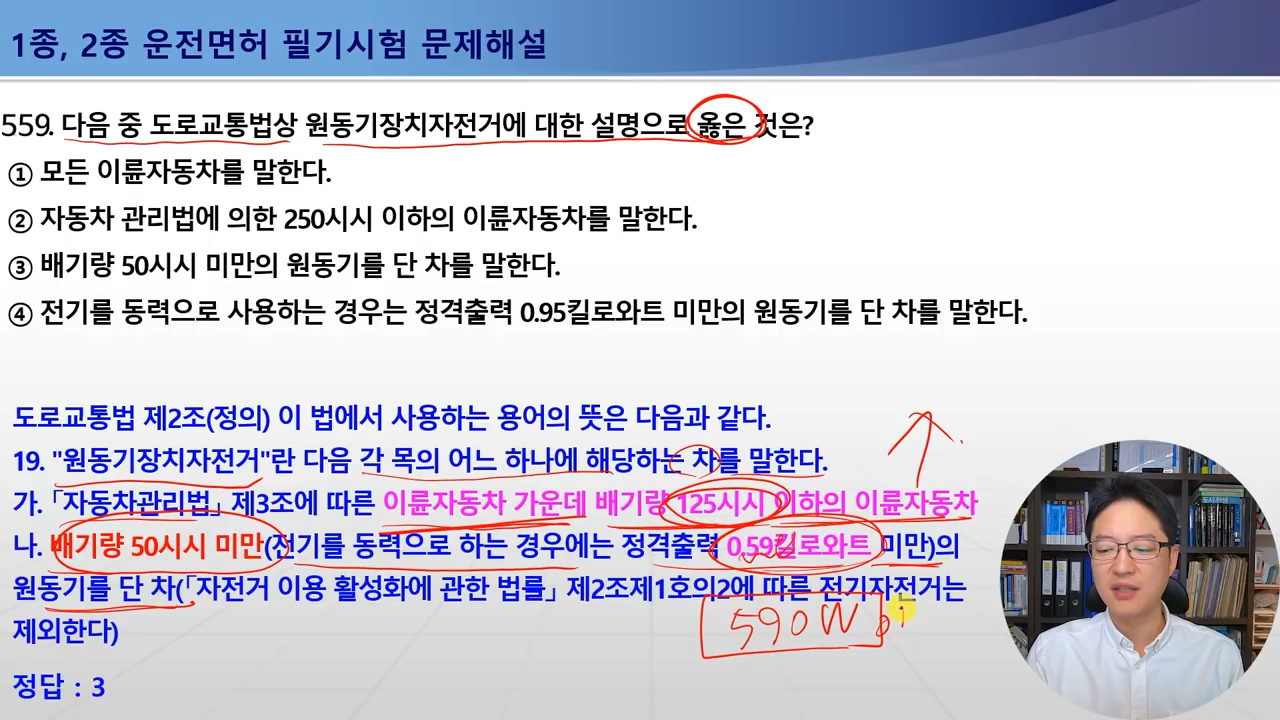 1종, 2종 운전면허 필기시험 문제해설
559. 다음 중 도로교통법상 원동기장치자전거에 대한 설명으로 옳은 것은?
① 모든 이륜자동차를 말한다.
② 자동차 관리법에 의한 250시시 이하의 이륜자동차를 말한다.
③ 배기량 50시시 미만의 원동기를 단 차를 말한다.
④ 전기를 동력으로 사용하는 경우는 정격출력 0.95킬로와트 미만의 원동기를 단 차를 말한다.
도로교통법 제2조(정의) 이 법에서 사용하는 용어의 뜻은 다음과 같다.
19. "원동기장치자전거"란 다음 각 목의 어느 하나에 해당하는 차를 말한다.
가. 「자동차관리법」 제3조에 따른 이륜자동차 가운데 배기량 125시시 이하의 이륜자동차
나. 배기량 50시시 미만(전기를 동력으로 하는 경우에는 정격출력 0.59킬로와트 미만)의
원동기를 단 차(「자전거 이용 활성화에 관한 법률」 제2조제1호의2에 따른 전기자전거는
제외한다)
590W
정답 : 3